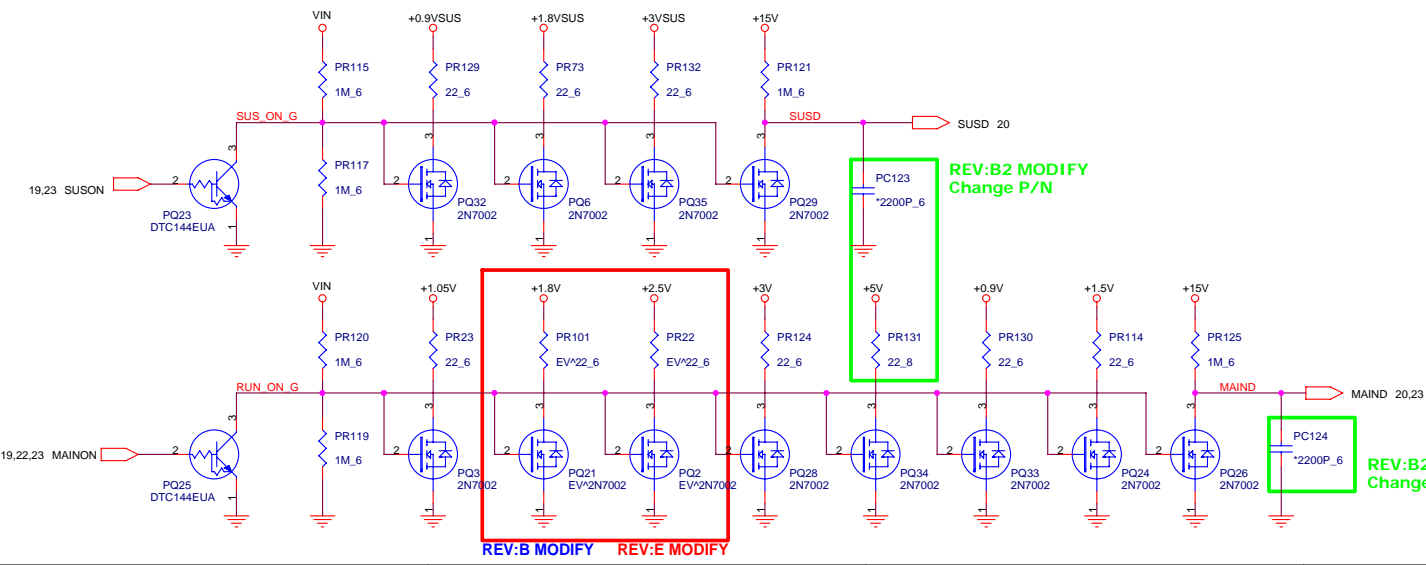 VIN
+0.9VSUS
+1.8VSUS
+3VSUS
+15V
PR115
1M_6
PR129
22_6
PR73
22_6
PR132
22_6
PR121
1M_6
SUS_ON_G
SUSD
SUSD 20
3
3
3
3
3
PR117
1M_6
19,23 SUSON
2
2
2
2
2
PQ23
DTC144EUA
PQ32
2N7002
PQ6
2N7002
PQ35
2N7002
PQ29
2N7002
PC123
*2200P_6
REV:B2 MODIFY
Change P/N
1
1
1
1
1
VIN
+1.05V
+1.8V
+2.5V
+3V
+5V
+0.9V
+1.5V
+15V
PR120
1M_6
PR23
22_6
PR101
EV^22_6
PR22
EV^22_6
PR124
22_6
PR131
22_8
PR130
22_6
PR114
22_6
PR125
1M_6
RUN_ON_G
MAIND
MAIND 20,23
3
3
3
3
3
3
3
3
3
PR119
1M_6
19,22,23 MAINON
2
2
2
2
2
2
2
2
2
PQ25
DTC144EUA
PQ3
2N7002
PQ21
EV^2N7002
PQ2
EV^2N7002
PQ28
2N7002
PQ34
2N7002
PQ33
2N7002
PQ24
2N7002
PQ26
2N7002
PC124
*2200P_6
REV:B2
Change
1
1
1
1
1
1
1
1
1
REV:B MODIFY
REV:E MODIFY